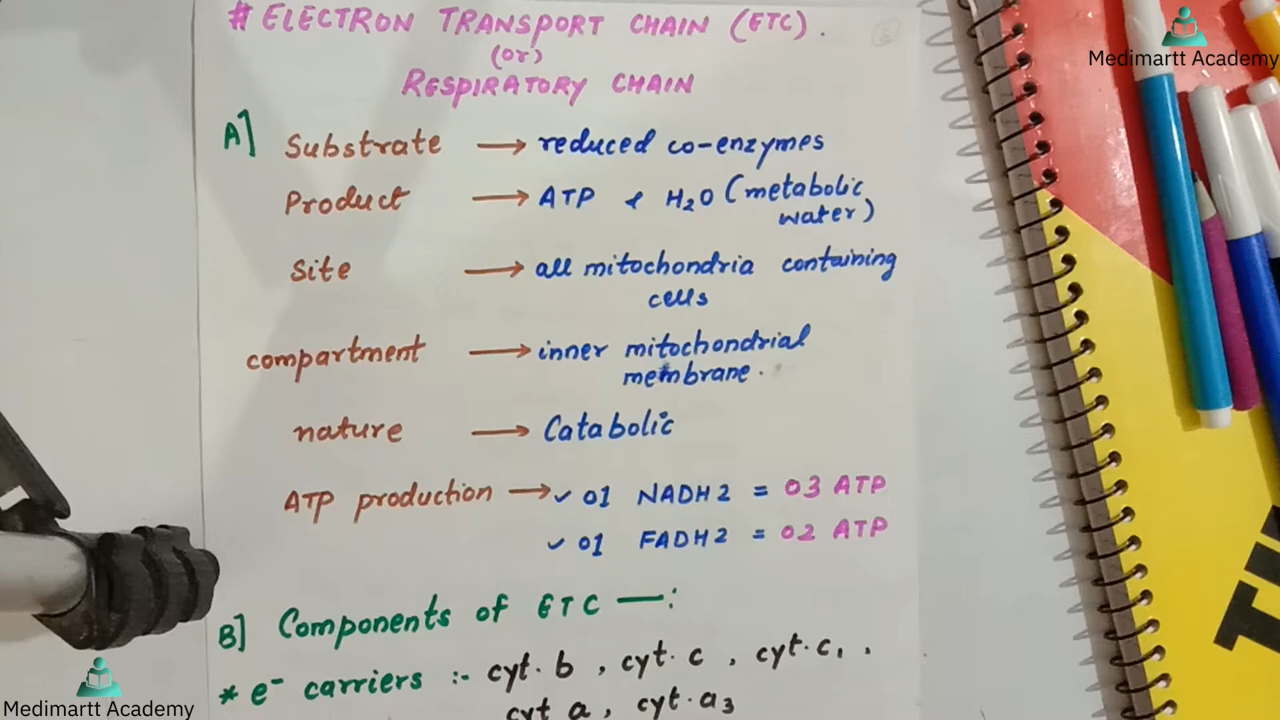 # ELECTRON TRANSPORT CHAIN (ETC).
(or)
RESPIRATORY CHAIN
A] Substrate → reduced co-enzymes
Product → ATP & H₂O (metabolic
water)
Site → all mitochondria containing
cells
compartment → inner mitochondrial
membrane.
nature → Catabolic
ATP production → ✓ 01 NADH2 = 03 ATP
✓ 01 FADH2 = 02 ATP
B] Components of ETC —:
* e⁻ carriers :- cyt. b , cyt. c , cyt. c₁ ,
cyt a, cyt. a₃
Medimartt Academy
Medimartt Academy